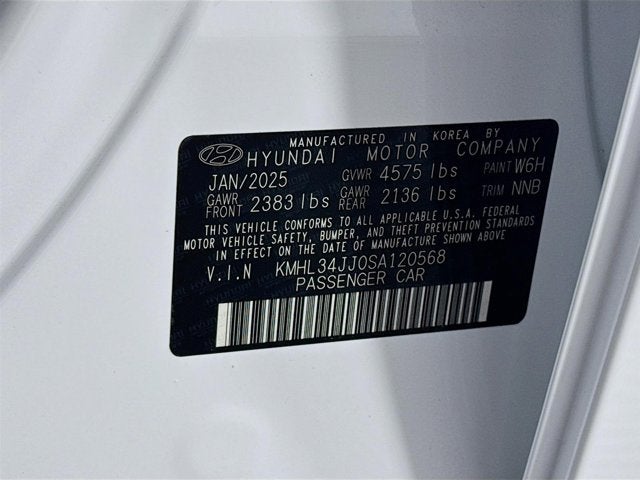 MANUFACTURED IN KOREA BY
HYUNDAI MOTOR COMPANY
JAN/2025 GVWR 4575 lbs PAINT W6H
GAWR FRONT 2383 lbs GAWR REAR 2136 lbs TRIM NNB
THIS VEHICLE CONFORMS TO ALL APPLICABLE U.S.A. FEDERAL
MOTOR VEHICLE SAFETY, BUMPER, AND THEFT PREVENTION STANDARDS
IN EFFECT ON THE DATE OF MANUFACTURE SHOWN ABOVE.
V.I.N KMHL34JJ0SA120568
PASSENGER CAR